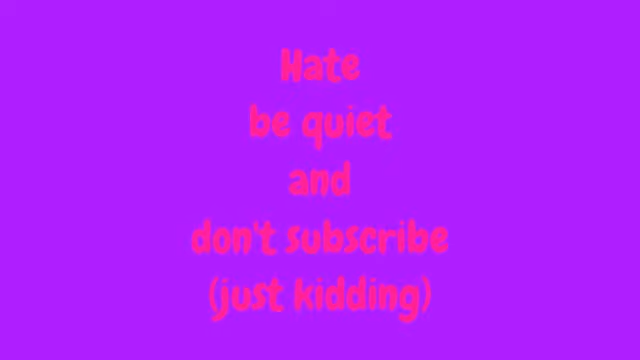 Hate
be quiet
and
don't subscribe
(just kidding)